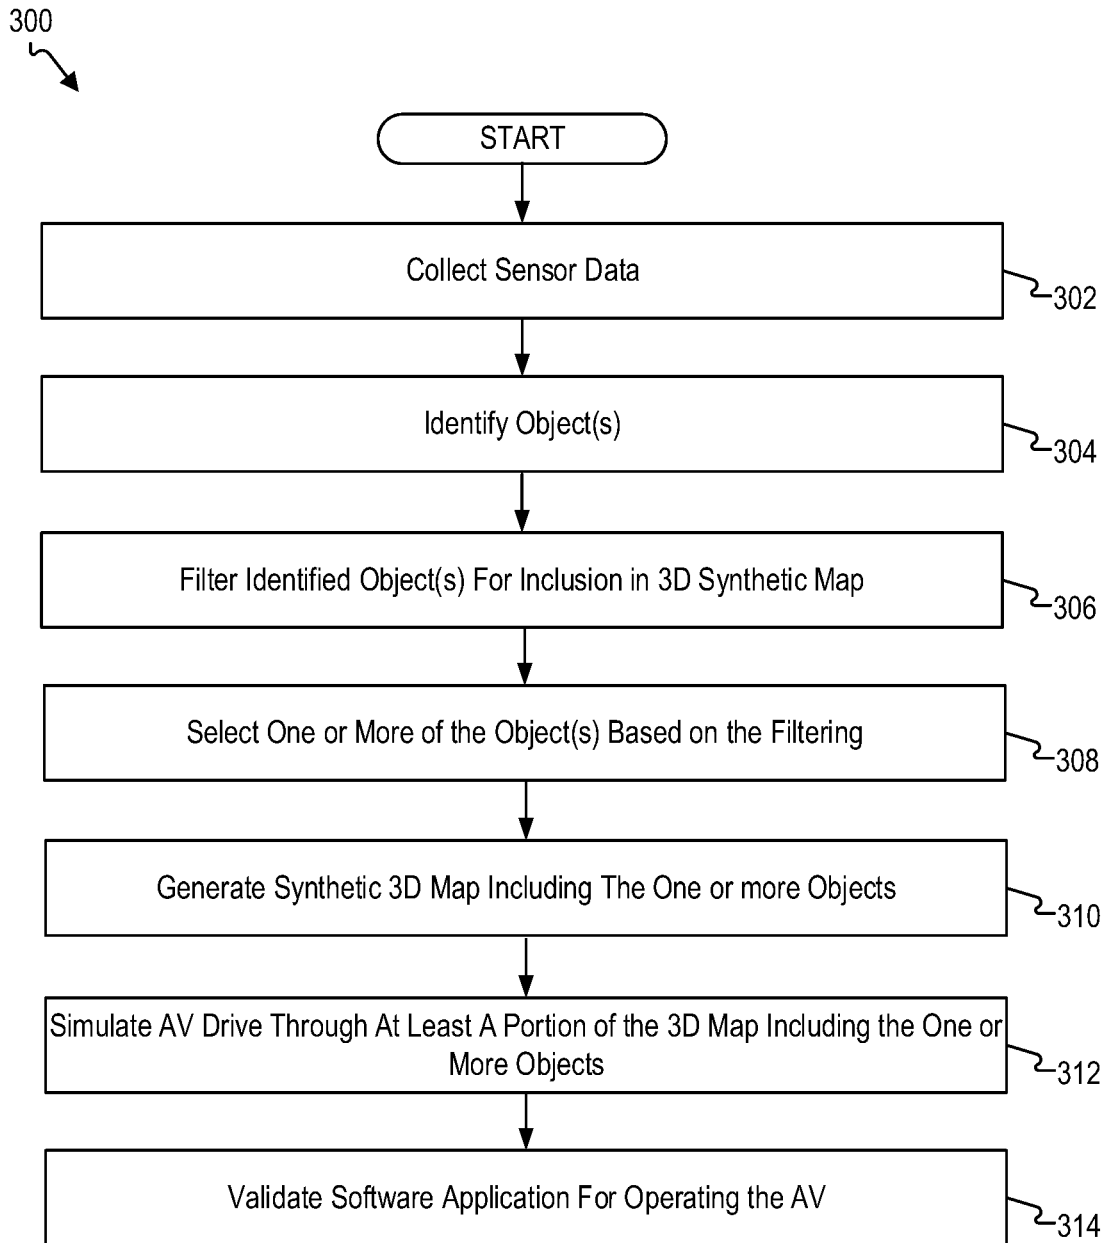 300
START
Collect Sensor Data
302
Identify Object(s)
304
Filter Identified Object(s) For Inclusion in 3D Synthetic Map
306
Select One or More of the Object(s) Based on the Filtering
308
Generate Synthetic 3D Map Including The One or more Objects
310
Simulate AV Drive Through At Least A Portion of the 3D Map Including the One or
More Objects
312
Validate Software Application For Operating the AV
314